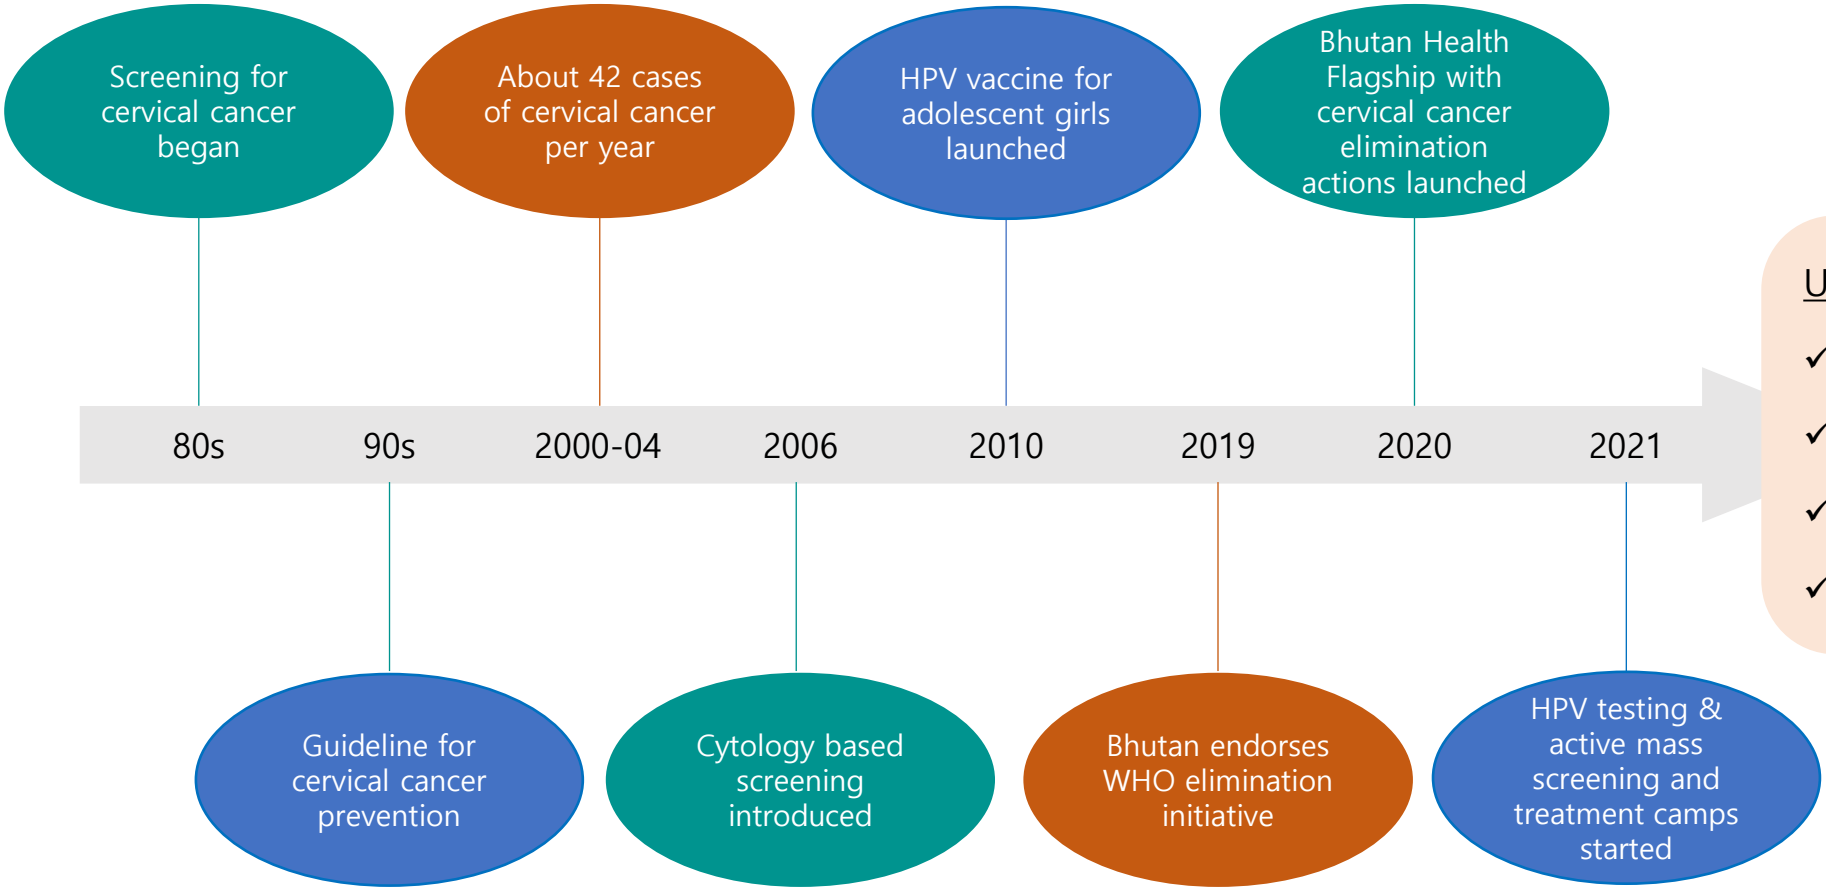 Screening for
cervical cancer
began
About 42 cases
of cervical cancer
per year
HPV vaccine for
adolescent girls
launched
Bhutan Health
Flagship with
cervical cancer
elimination
actions launched
80s
90s
2000-04
2006
2010
2019
2020
2021
Guideline for
cervical cancer
prevention
Cytology based
screening
introduced
Bhutan endorses
WHO elimination
initiative
HPV testing &
active mass
screening and
treatment camps
started